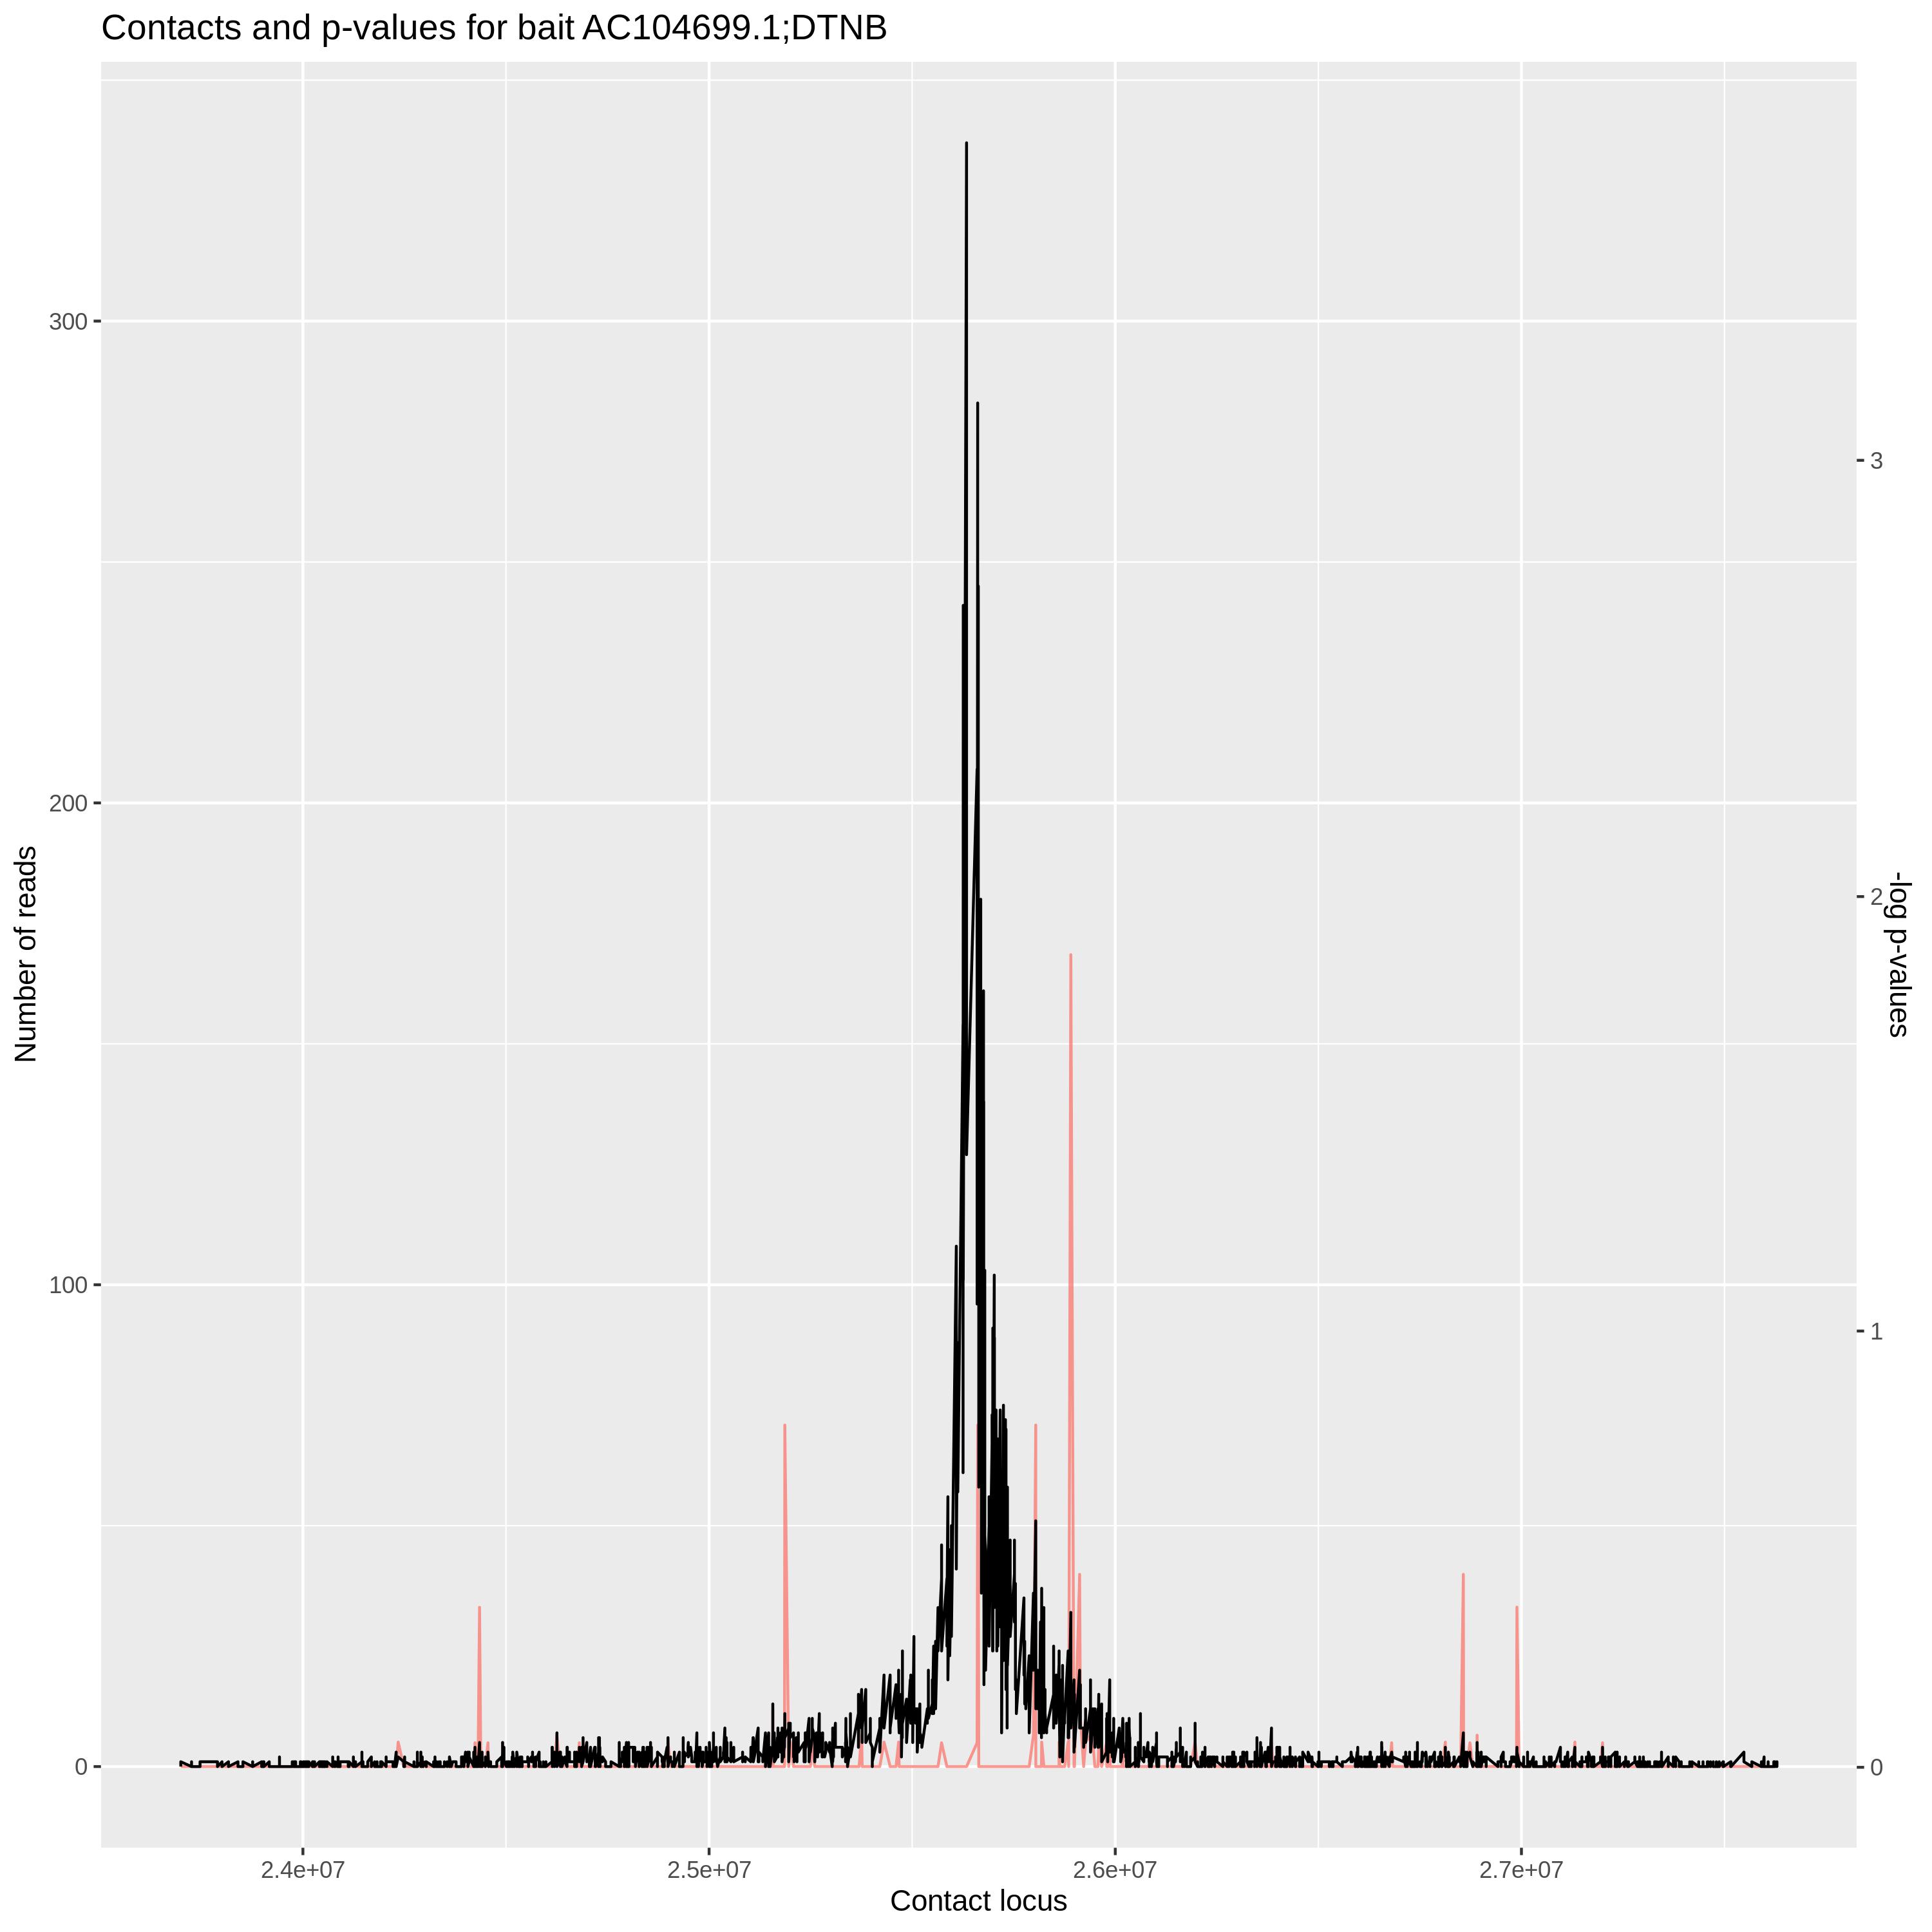 Contacts and p-values for bait AC104699.1;DTNB
Number of reads
300
200
100
0
3
2
1
0
-log p-values
2.4e+07 2.5e+07 2.6e+07 2.7e+07
Contact locus